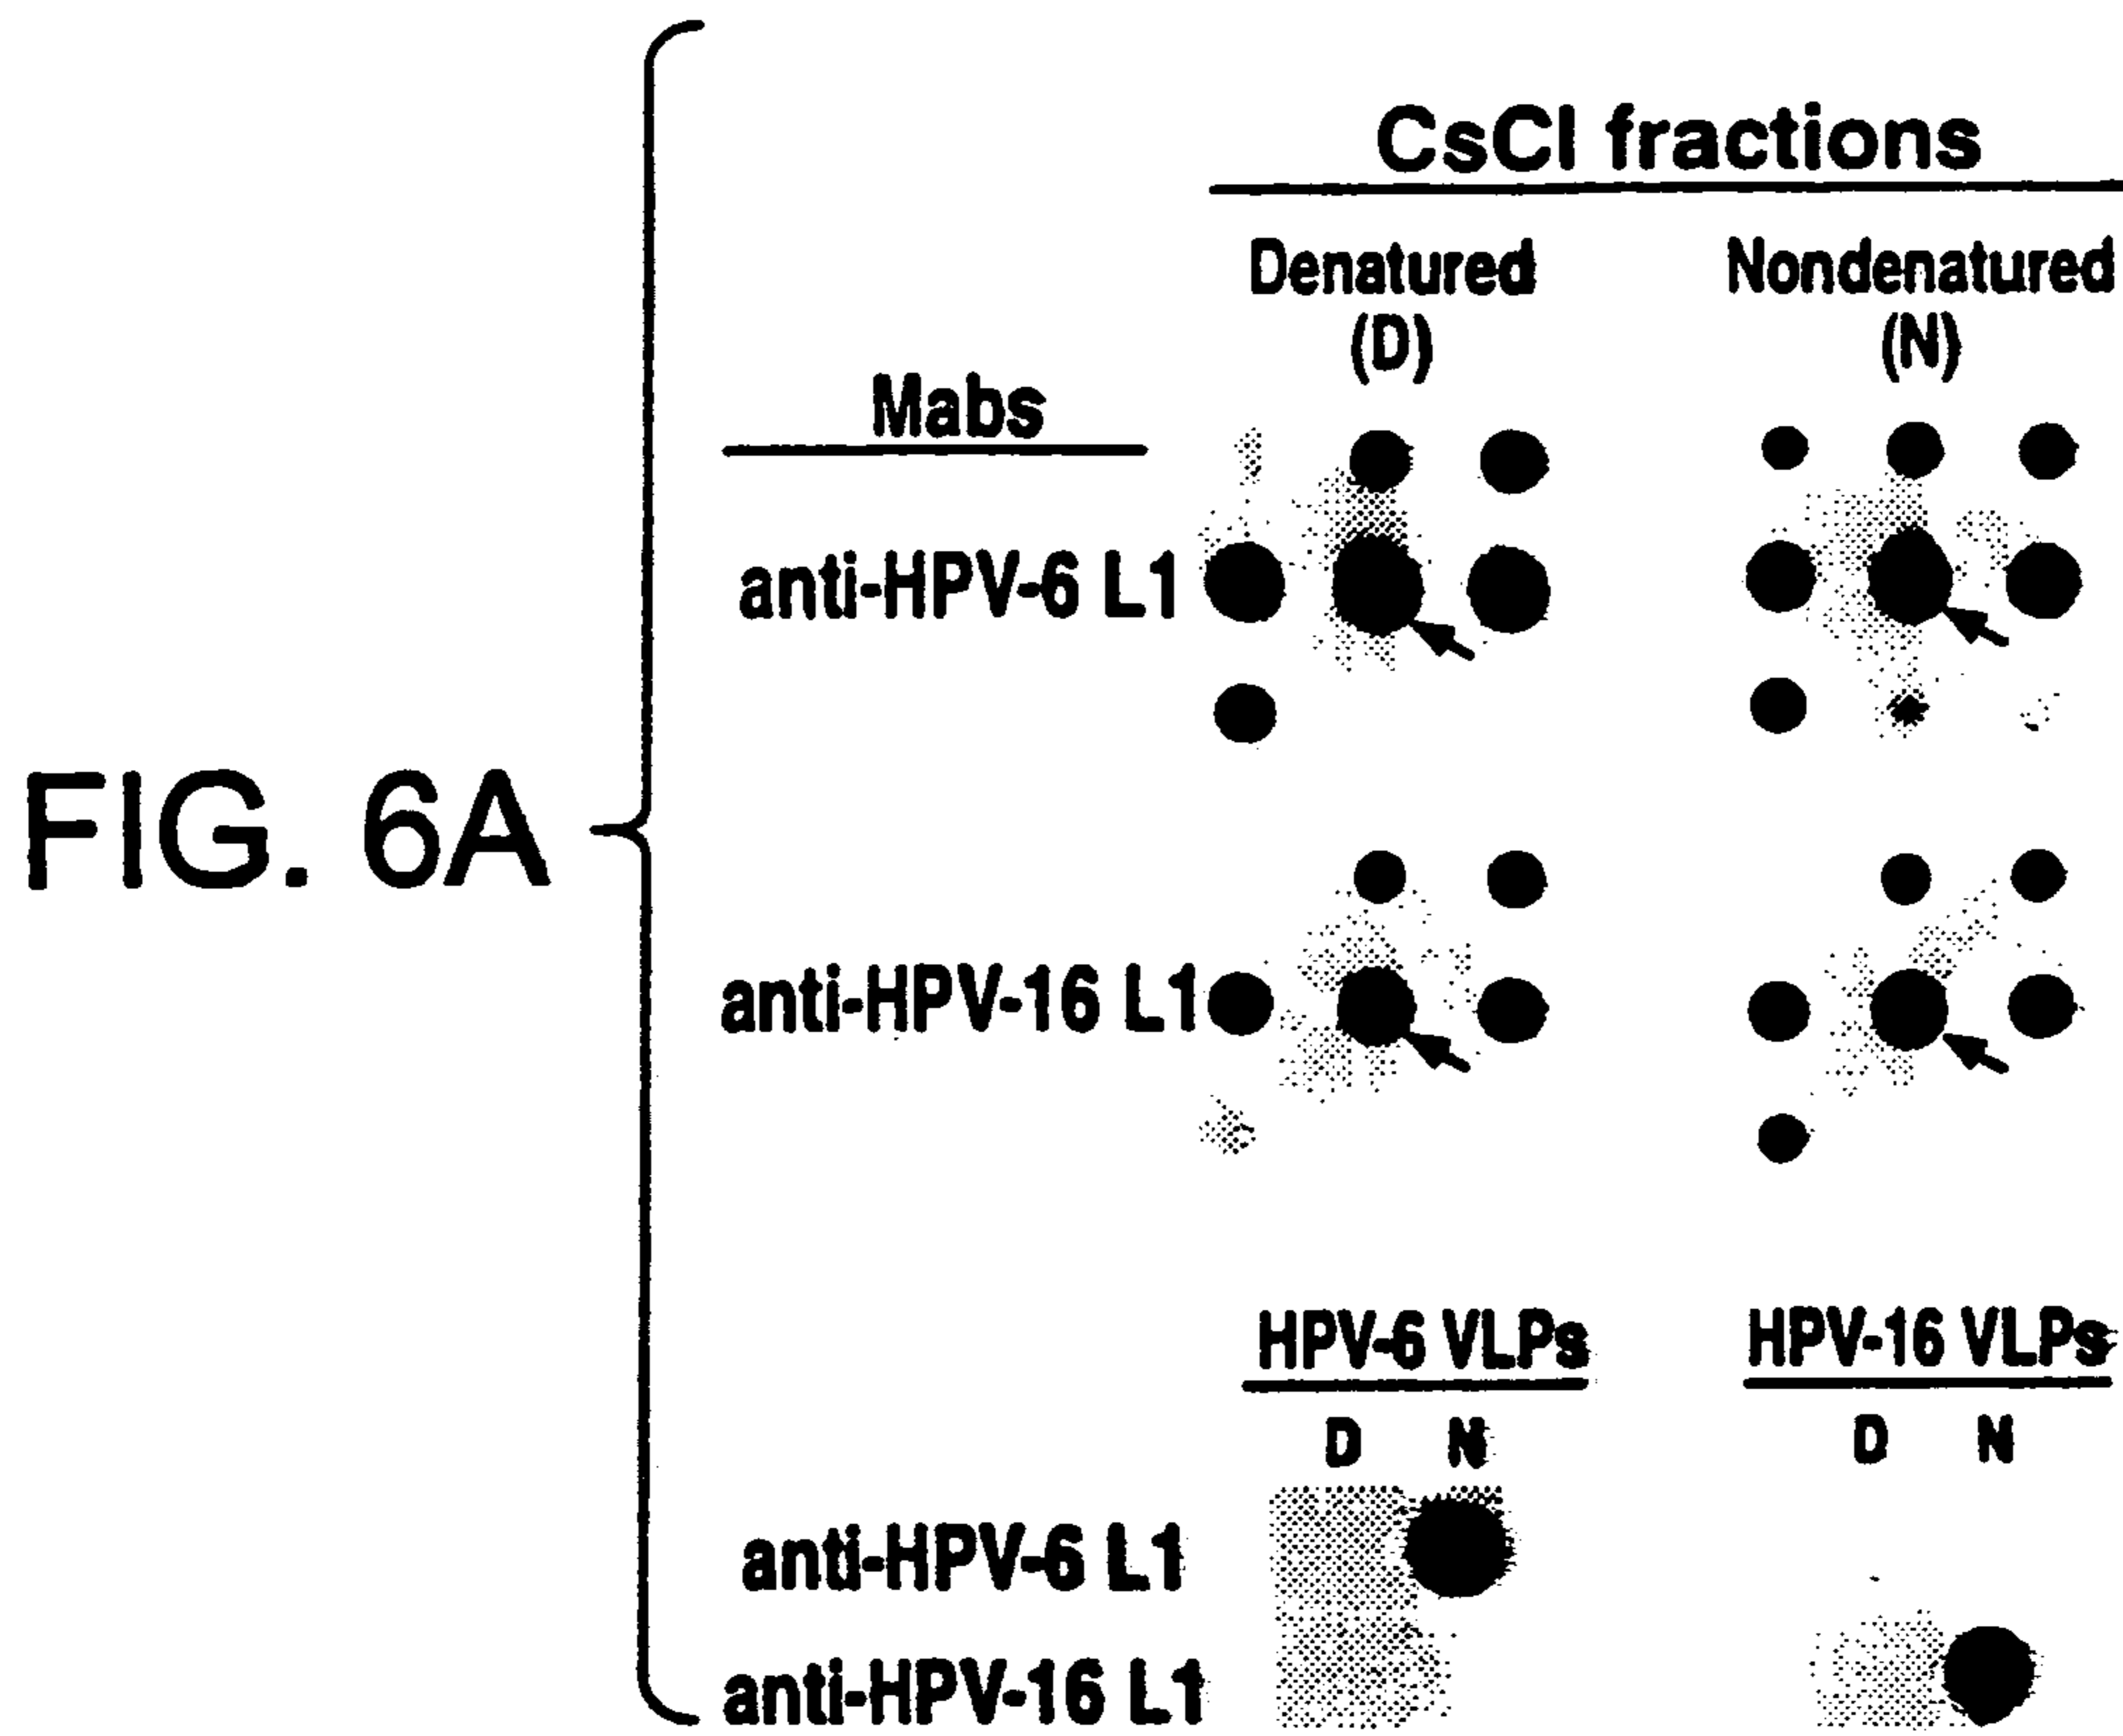 CsCl fractions
Denatured Nondenatured
(D) (N)
Mabs
anti-HPV-6 L1
FIG. 6A
anti-HPV-16 L1
HPV-6 VLPs HPV-16 VLPs
D N D N
anti-HPV-6 L1
anti-HPV-16 L1